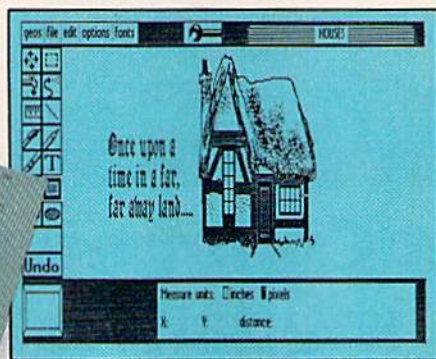 geos file edit options fonts
HOUSES
Once upon a
time in a far,
far away land....
T
Undo
Measure units: inches pixels
X: Y: distance: